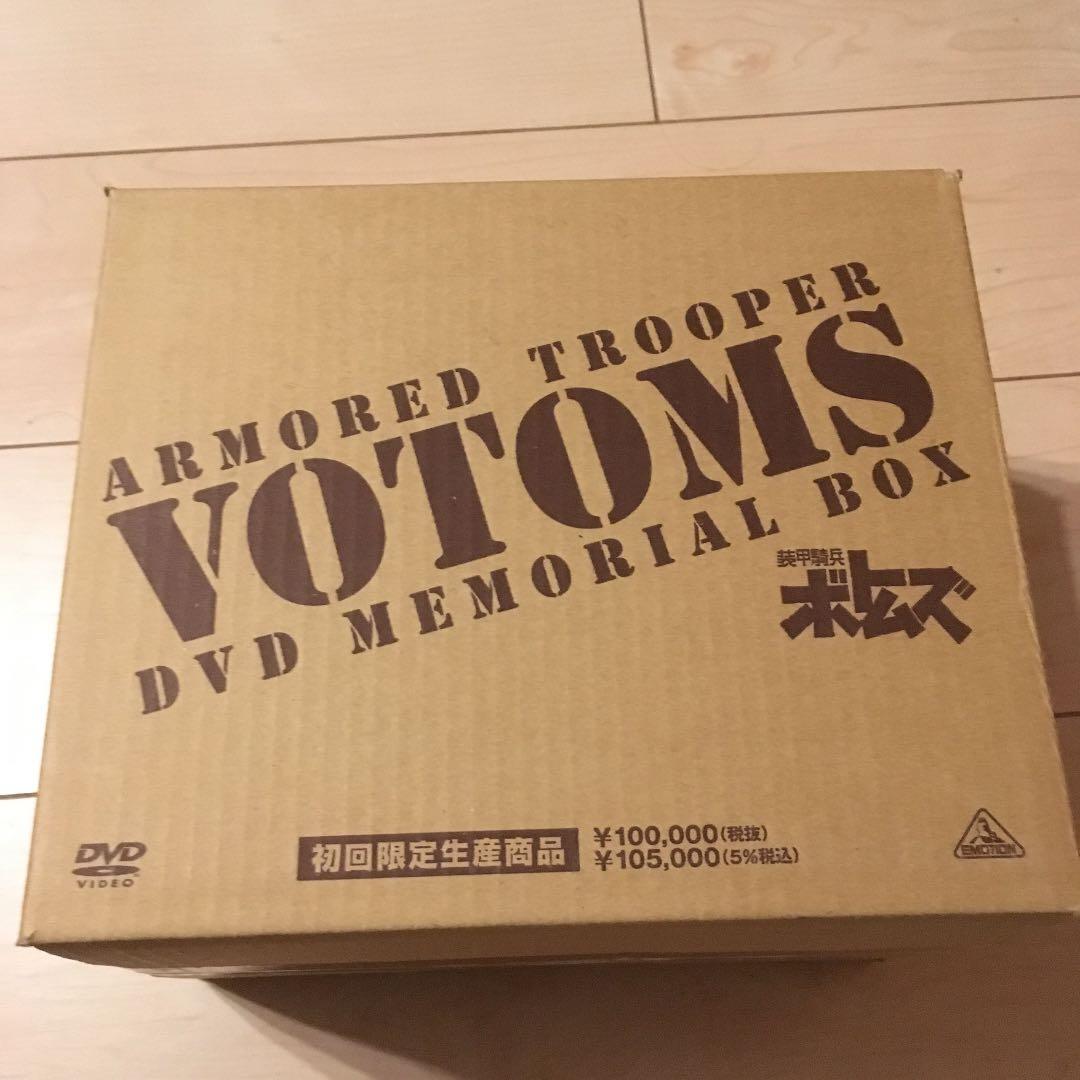 ARMORED TROOPER
VOTOMS
DVD MEMORIAL BOX
装甲騎兵
ボトムズ
DVD
VIDEO
初回限定生産商品
¥100,000(税抜)
¥105,000(5%税込)
EMOTION